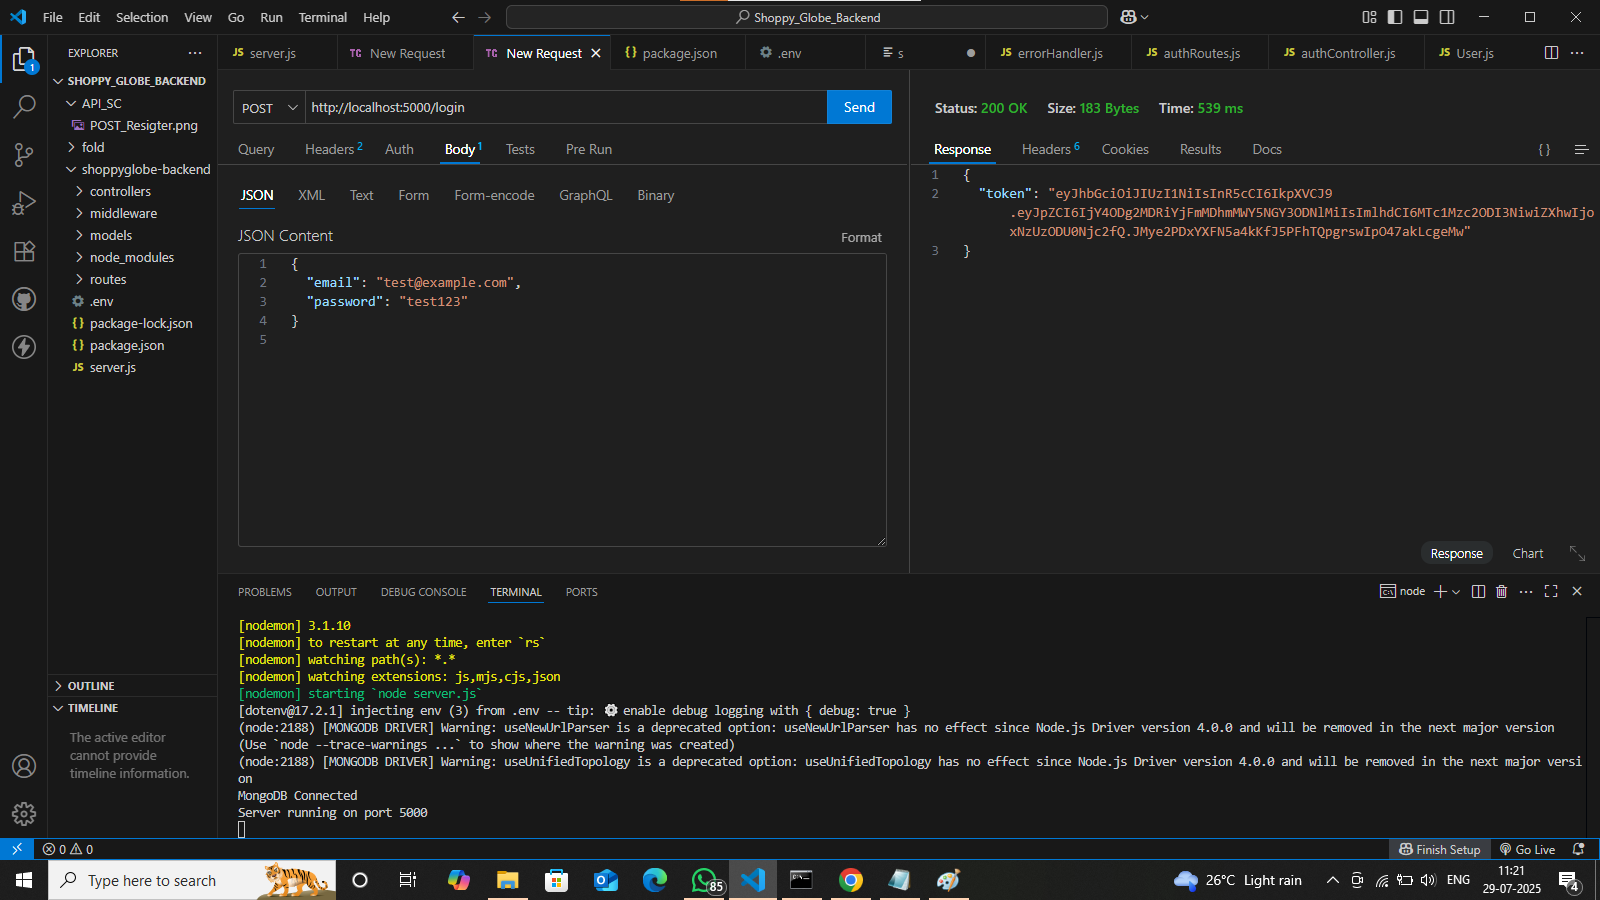 File Edit Selection View Go Run Terminal Help
Shoppy_Globe_Backend
EXPLORER
JS server.js
TC New Request
TC New Request
{} package.json
.env
s
JS errorHandler.js
JS authRoutes.js
JS authController.js
JS User.js
1
SHOPPY_GLOBE_BACKEND
API_SC
POST_Resigter.png
fold
shoppyglobe-backend
controllers
middleware
models
node_modules
routes
.env
{} package-lock.json
{} package.json
JS server.js
OUTLINE
TIMELINE
The active editor
cannot provide
timeline information.
POST
http://localhost:5000/login
Send
Query Headers 2 Auth Body 1 Tests Pre Run
JSON XML Text Form Form-encode GraphQL Binary
JSON Content
Format
1 {
2 "email": "test@example.com",
3 "password": "test123"
4 }
5
Status: 200 OK Size: 183 Bytes Time: 539 ms
Response Headers 6 Cookies Results Docs {}
1 {
2 "token": "eyJhbGciOiJIUzI1NiIsInR5cCI6IkpXVCJ9
.eyJpZCI6IjY4ODg2MDRiYjFmMDhmMWY5NGY3ODNlMiIsImlhdCI6MTc1Mzc2ODI3NiwiZXhwIjo
xNzUzODU0Njc2fQ.JMye2PDxYXFN5a4kKfJ5PFhTQpgrswIpO47akLcgeMw"
3 }
Response Chart
PROBLEMS OUTPUT DEBUG CONSOLE TERMINAL PORTS
node
[nodemon] 3.1.10
[nodemon] to restart at any time, enter `rs`
[nodemon] watching path(s): *.*
[nodemon] watching extensions: js,mjs,cjs,json
[nodemon] starting `node server.js`
[dotenv@17.2.1] injecting env (3) from .env -- tip: ⚙️ enable debug logging with { debug: true }
(node:2188) [MONGODB DRIVER] Warning: useNewUrlParser is a deprecated option: useNewUrlParser has no effect since Node.js Driver version 4.0.0 and will be removed in the next major version
(Use `node --trace-warnings ...` to show where the warning was created)
(node:2188) [MONGODB DRIVER] Warning: useUnifiedTopology is a deprecated option: useUnifiedTopology has no effect since Node.js Driver version 4.0.0 and will be removed in the next major versi
on
MongoDB Connected
Server running on port 5000
0 0
Finish Setup
Go Live
Type here to search
85
26°C Light rain
ENG
11:21
29-07-2025
4